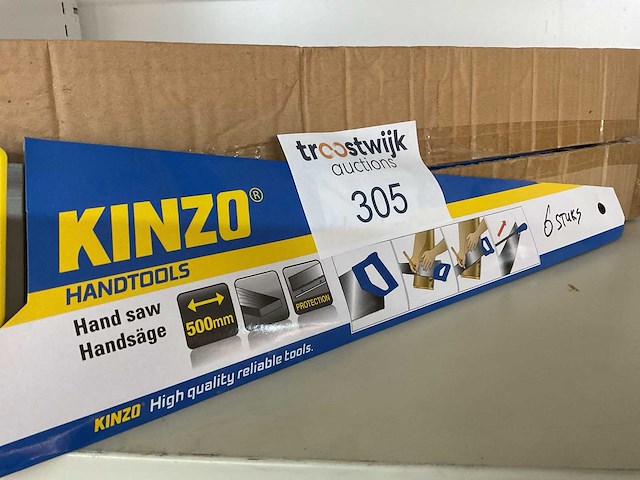 troostwijk
auctions
305
KINZO®
HANDTOOLS
Hand saw
Handsäge
500mm
PROTECTION
6 STUKS
KINZO® High quality reliable tools.